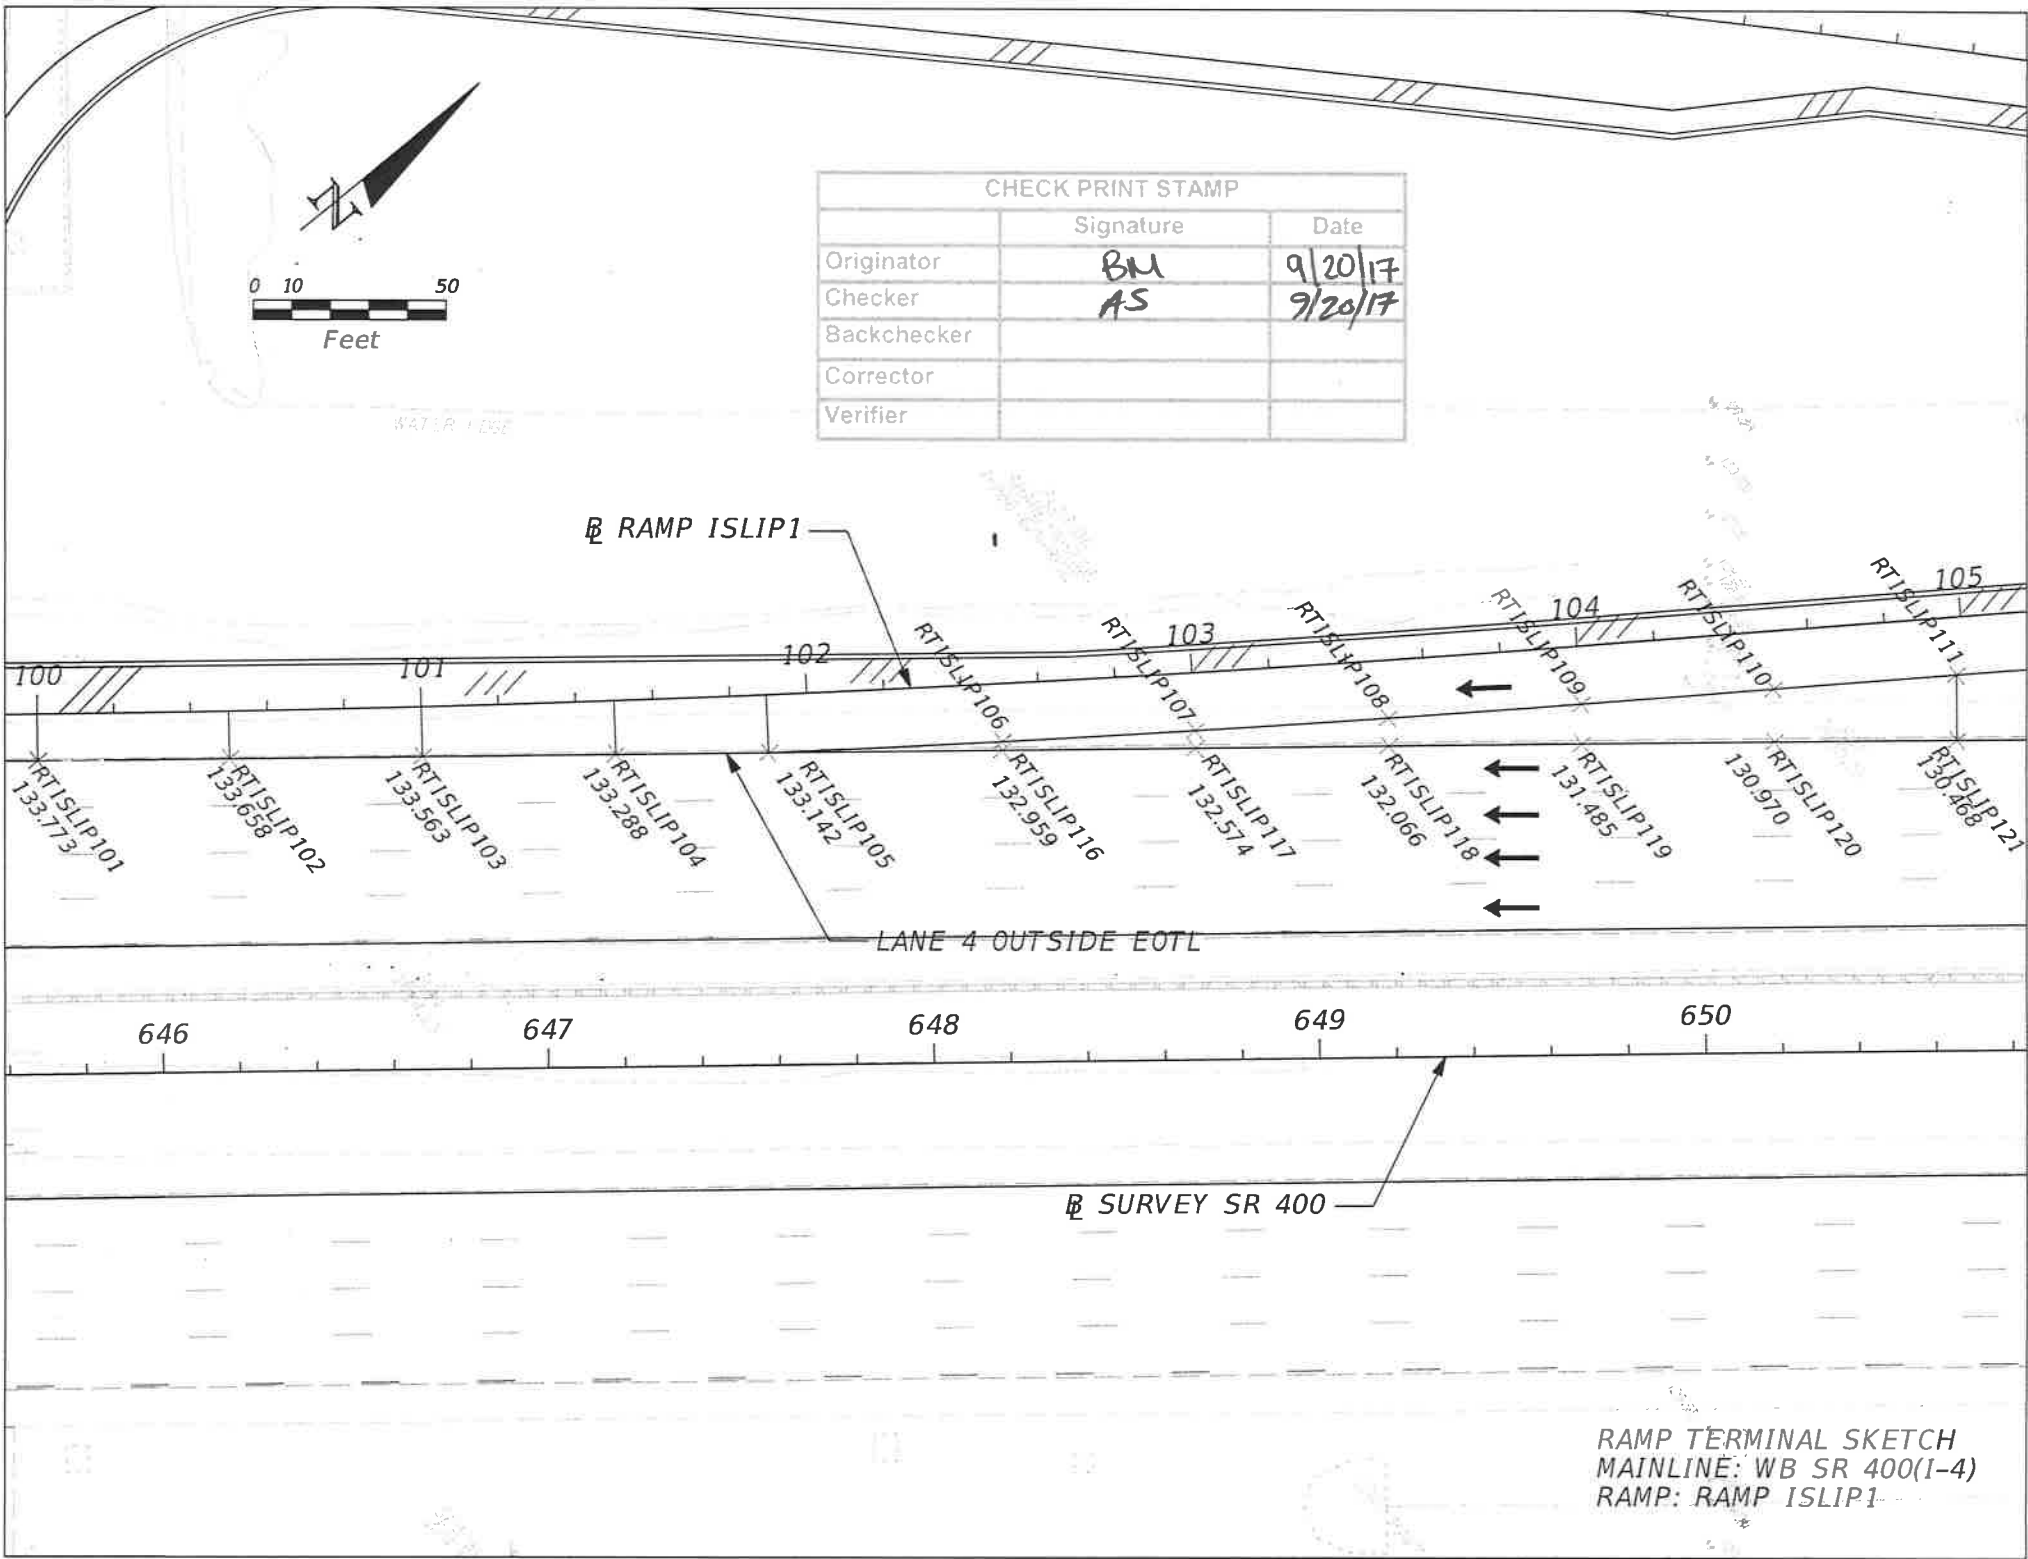 CHECK PRINT STAMP
Signature Date
Originator BM 9/20/17
Checker AS 9/20/17
Backchecker
Corrector
Verifier
N
0 10 50
Feet
WATER EDGE
℄ RAMP ISLIP1
100 101 102 103 104 105
RTISLIP106
RTISLIP107
RTISLIP108
RTISLIP109
RTISLIP110
RTISLIP111
RTISLIP101
133.773
RTISLIP102
133.658
RTISLIP103
133.563
RTISLIP104
133.288
RTISLIP105
133.142
RTISLIP116
132.959
RTISLIP117
132.574
RTISLIP118
132.066
RTISLIP119
131.485
RTISLIP120
130.970
RTISLIP121
130.468
LANE 4 OUTSIDE EOTL
646 647 648 649 650
℄ SURVEY SR 400
RAMP TERMINAL SKETCH
MAINLINE: WB SR 400(I-4)
RAMP: RAMP ISLIP1